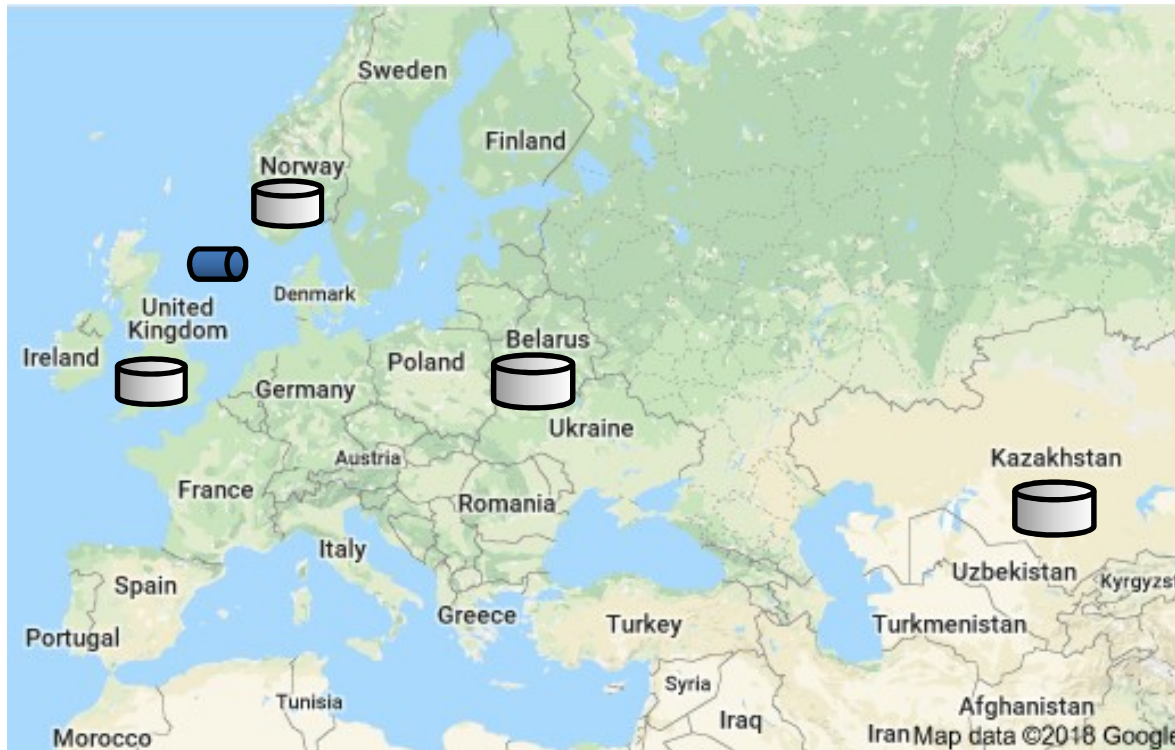 Sweden
Finland
Norway
Denmark
United
Kingdom
Ireland
Belarus
Poland
Germany
Ukraine
Austria
Kazakhstan
France
Romania
Italy
Uzbekistan
Kyrgyzst
Spain
Greece
Turkey
Turkmenistan
Portugal
Syria
Tunisia
Afghanistan
Iraq
Morocco
Iran Map data ©2018 Google